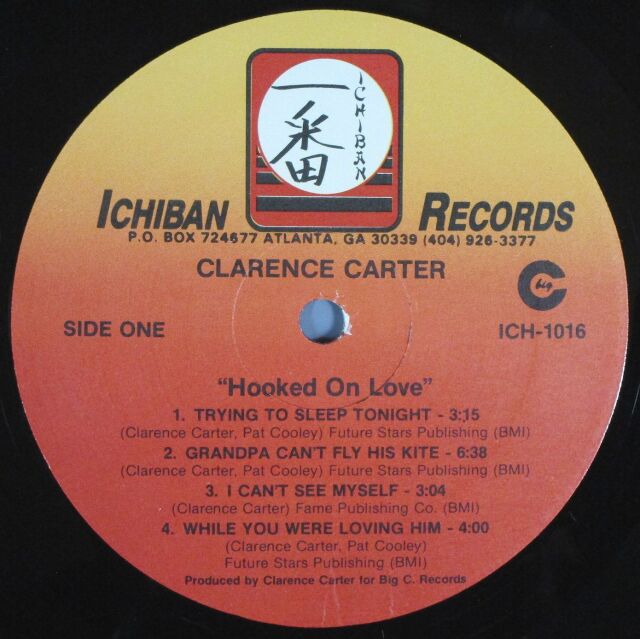 一番
ICHIBAN
ICHIBAN RECORDS
P.O. BOX 724677 ATLANTA, GA 30339 (404) 926-3377
CLARENCE CARTER
big C
SIDE ONE
ICH-1016
"Hooked On Love"
1. TRYING TO SLEEP TONIGHT - 3:15
(Clarence Carter, Pat Cooley) Future Stars Publishing (BMI)
2. GRANDPA CAN'T FLY HIS KITE - 6:38
(Clarence Carter, Pat Cooley) Future Stars Publishing (BMI)
3. I CAN'T SEE MYSELF - 3:04
(Clarence Carter) Fame Publishing Co. (BMI)
4. WHILE YOU WERE LOVING HIM - 4:00
(Clarence Carter, Pat Cooley)
Future Stars Publishing (BMI)
Produced by Clarence Carter for Big C. Records